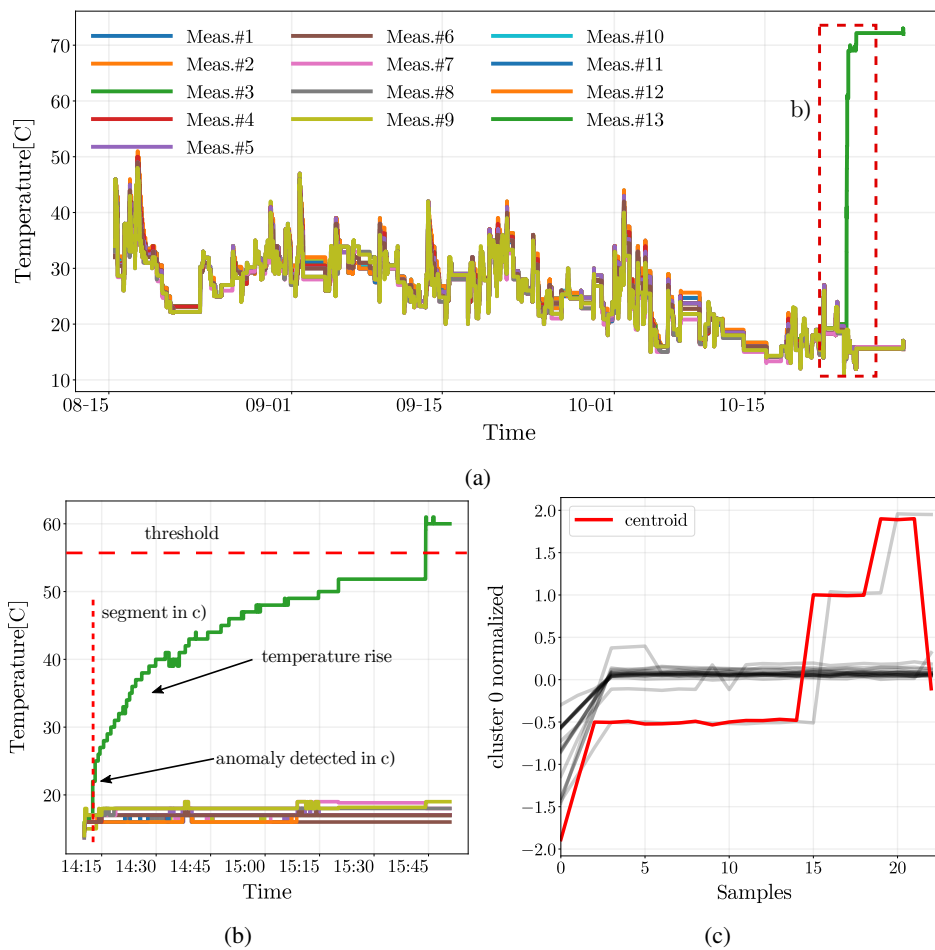 70
60
50
40
30
20
10
Temperature[C]
Meas.#1
Meas.#2
Meas.#3
Meas.#4
Meas.#5
Meas.#6
Meas.#7
Meas.#8
Meas.#9
Meas.#10
Meas.#11
Meas.#12
Meas.#13
b)
08-15
09-01
09-15
10-01
10-15
Time
(a)
60
50
40
30
20
Temperature[C]
threshold
segment in c)
temperature rise
anomaly detected in c)
14:15
14:30
14:45
15:00
15:15
15:30
15:45
Time
(b)
2.0
1.5
1.0
0.5
0.0
−0.5
−1.0
−1.5
−2.0
cluster 0 normalized
centroid
0
5
10
15
20
Samples
(c)